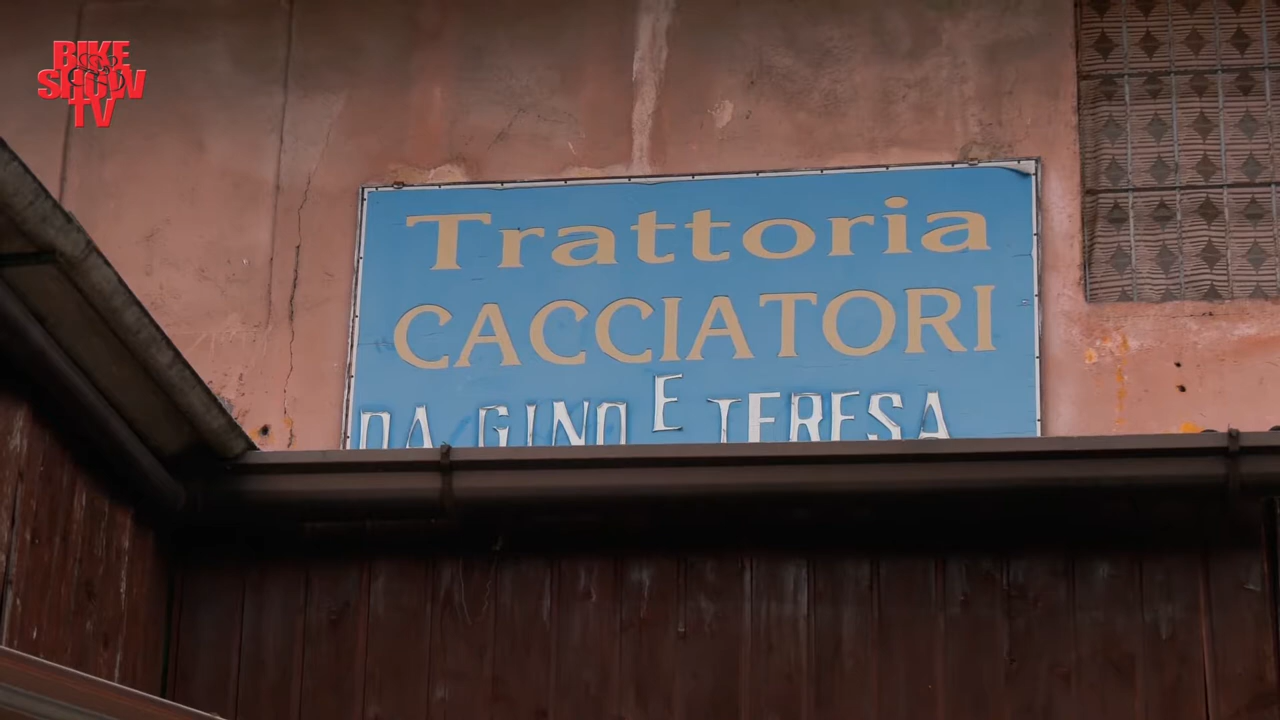 BIKE
SHOW
TV
Trattoria
CACCIATORI
DA GINO E TERESA